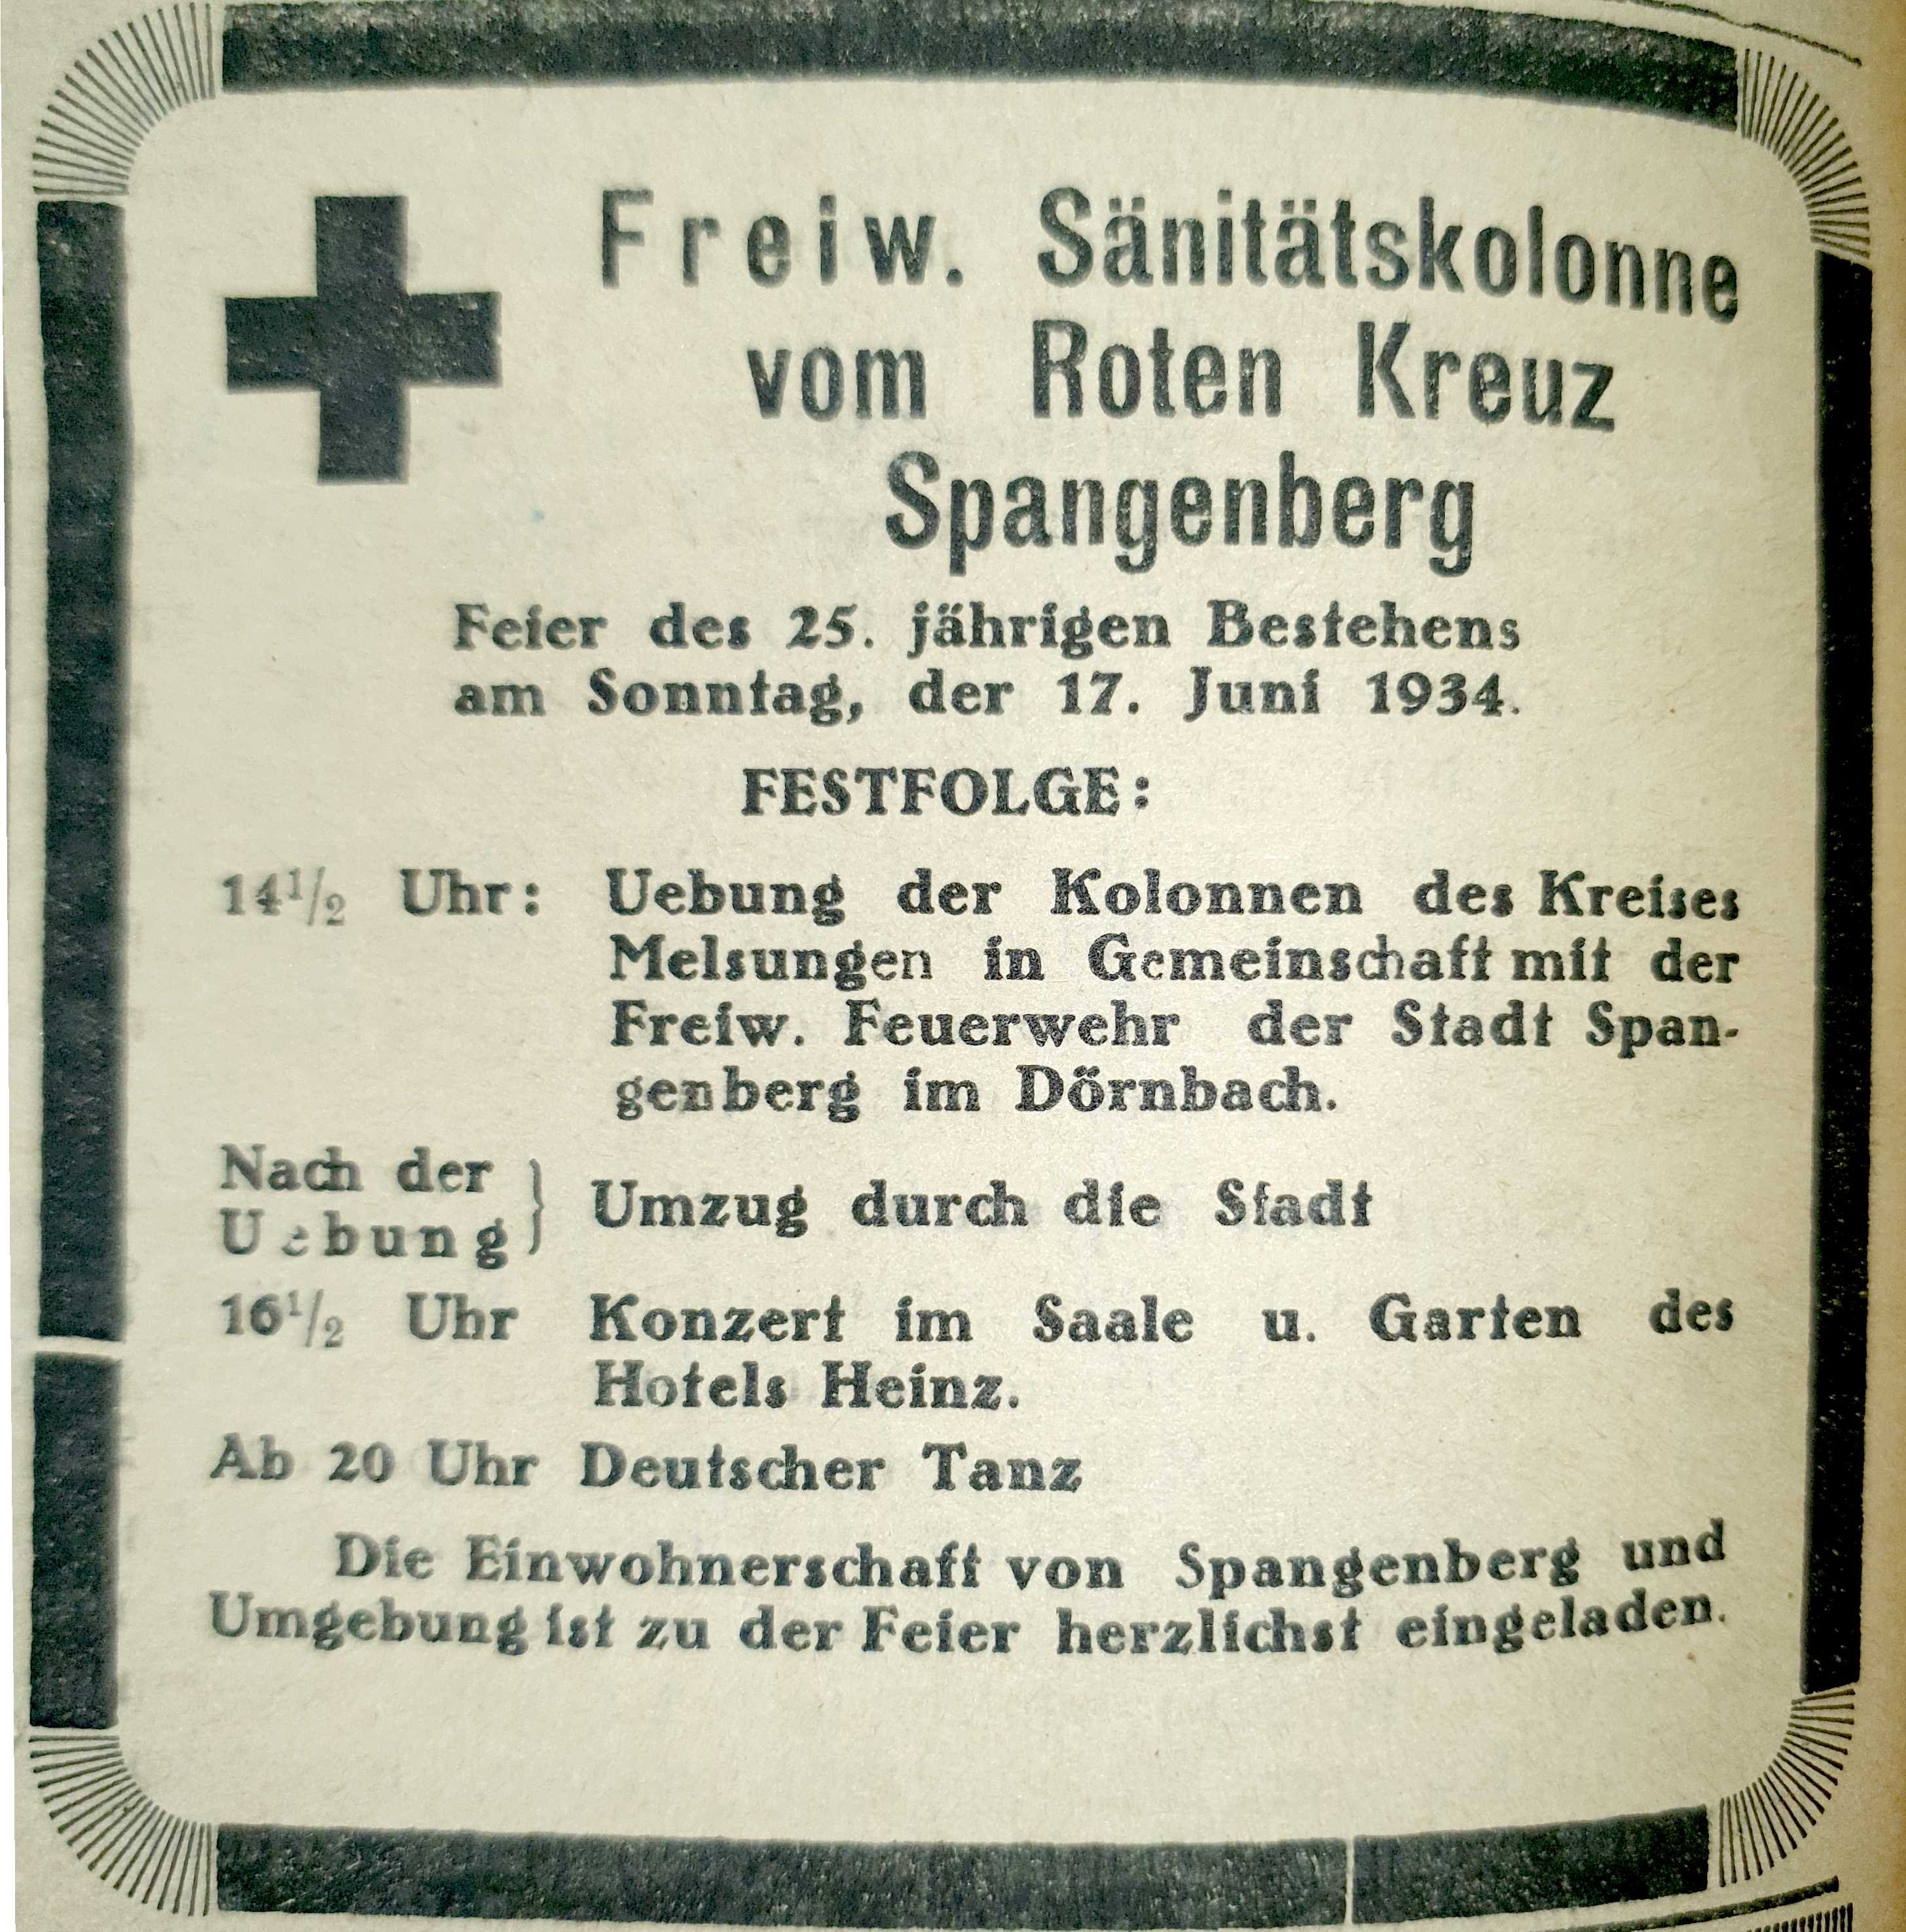 Freiw. Sänitätskolonne
vom Roten Kreuz
Spangenberg
Feier des 25. jährigen Bestehens
am Sonntag, der 17. Juni 1934.
FESTFOLGE:
14½ Uhr: Uebung der Kolonnen des Kreises
Melsungen in Gemeinschaft mit der
Freiw. Feuerwehr der Stadt Span-
genberg im Dörnbach.
Nach der
Uebung } Umzug durch die Stadt
16½ Uhr Konzert im Saale u. Garten des
Hotels Heinz.
Ab 20 Uhr Deutscher Tanz
Die Einwohnerschaft von Spangenberg und
Umgebung ist zu der Feier herzlichst eingeladen.